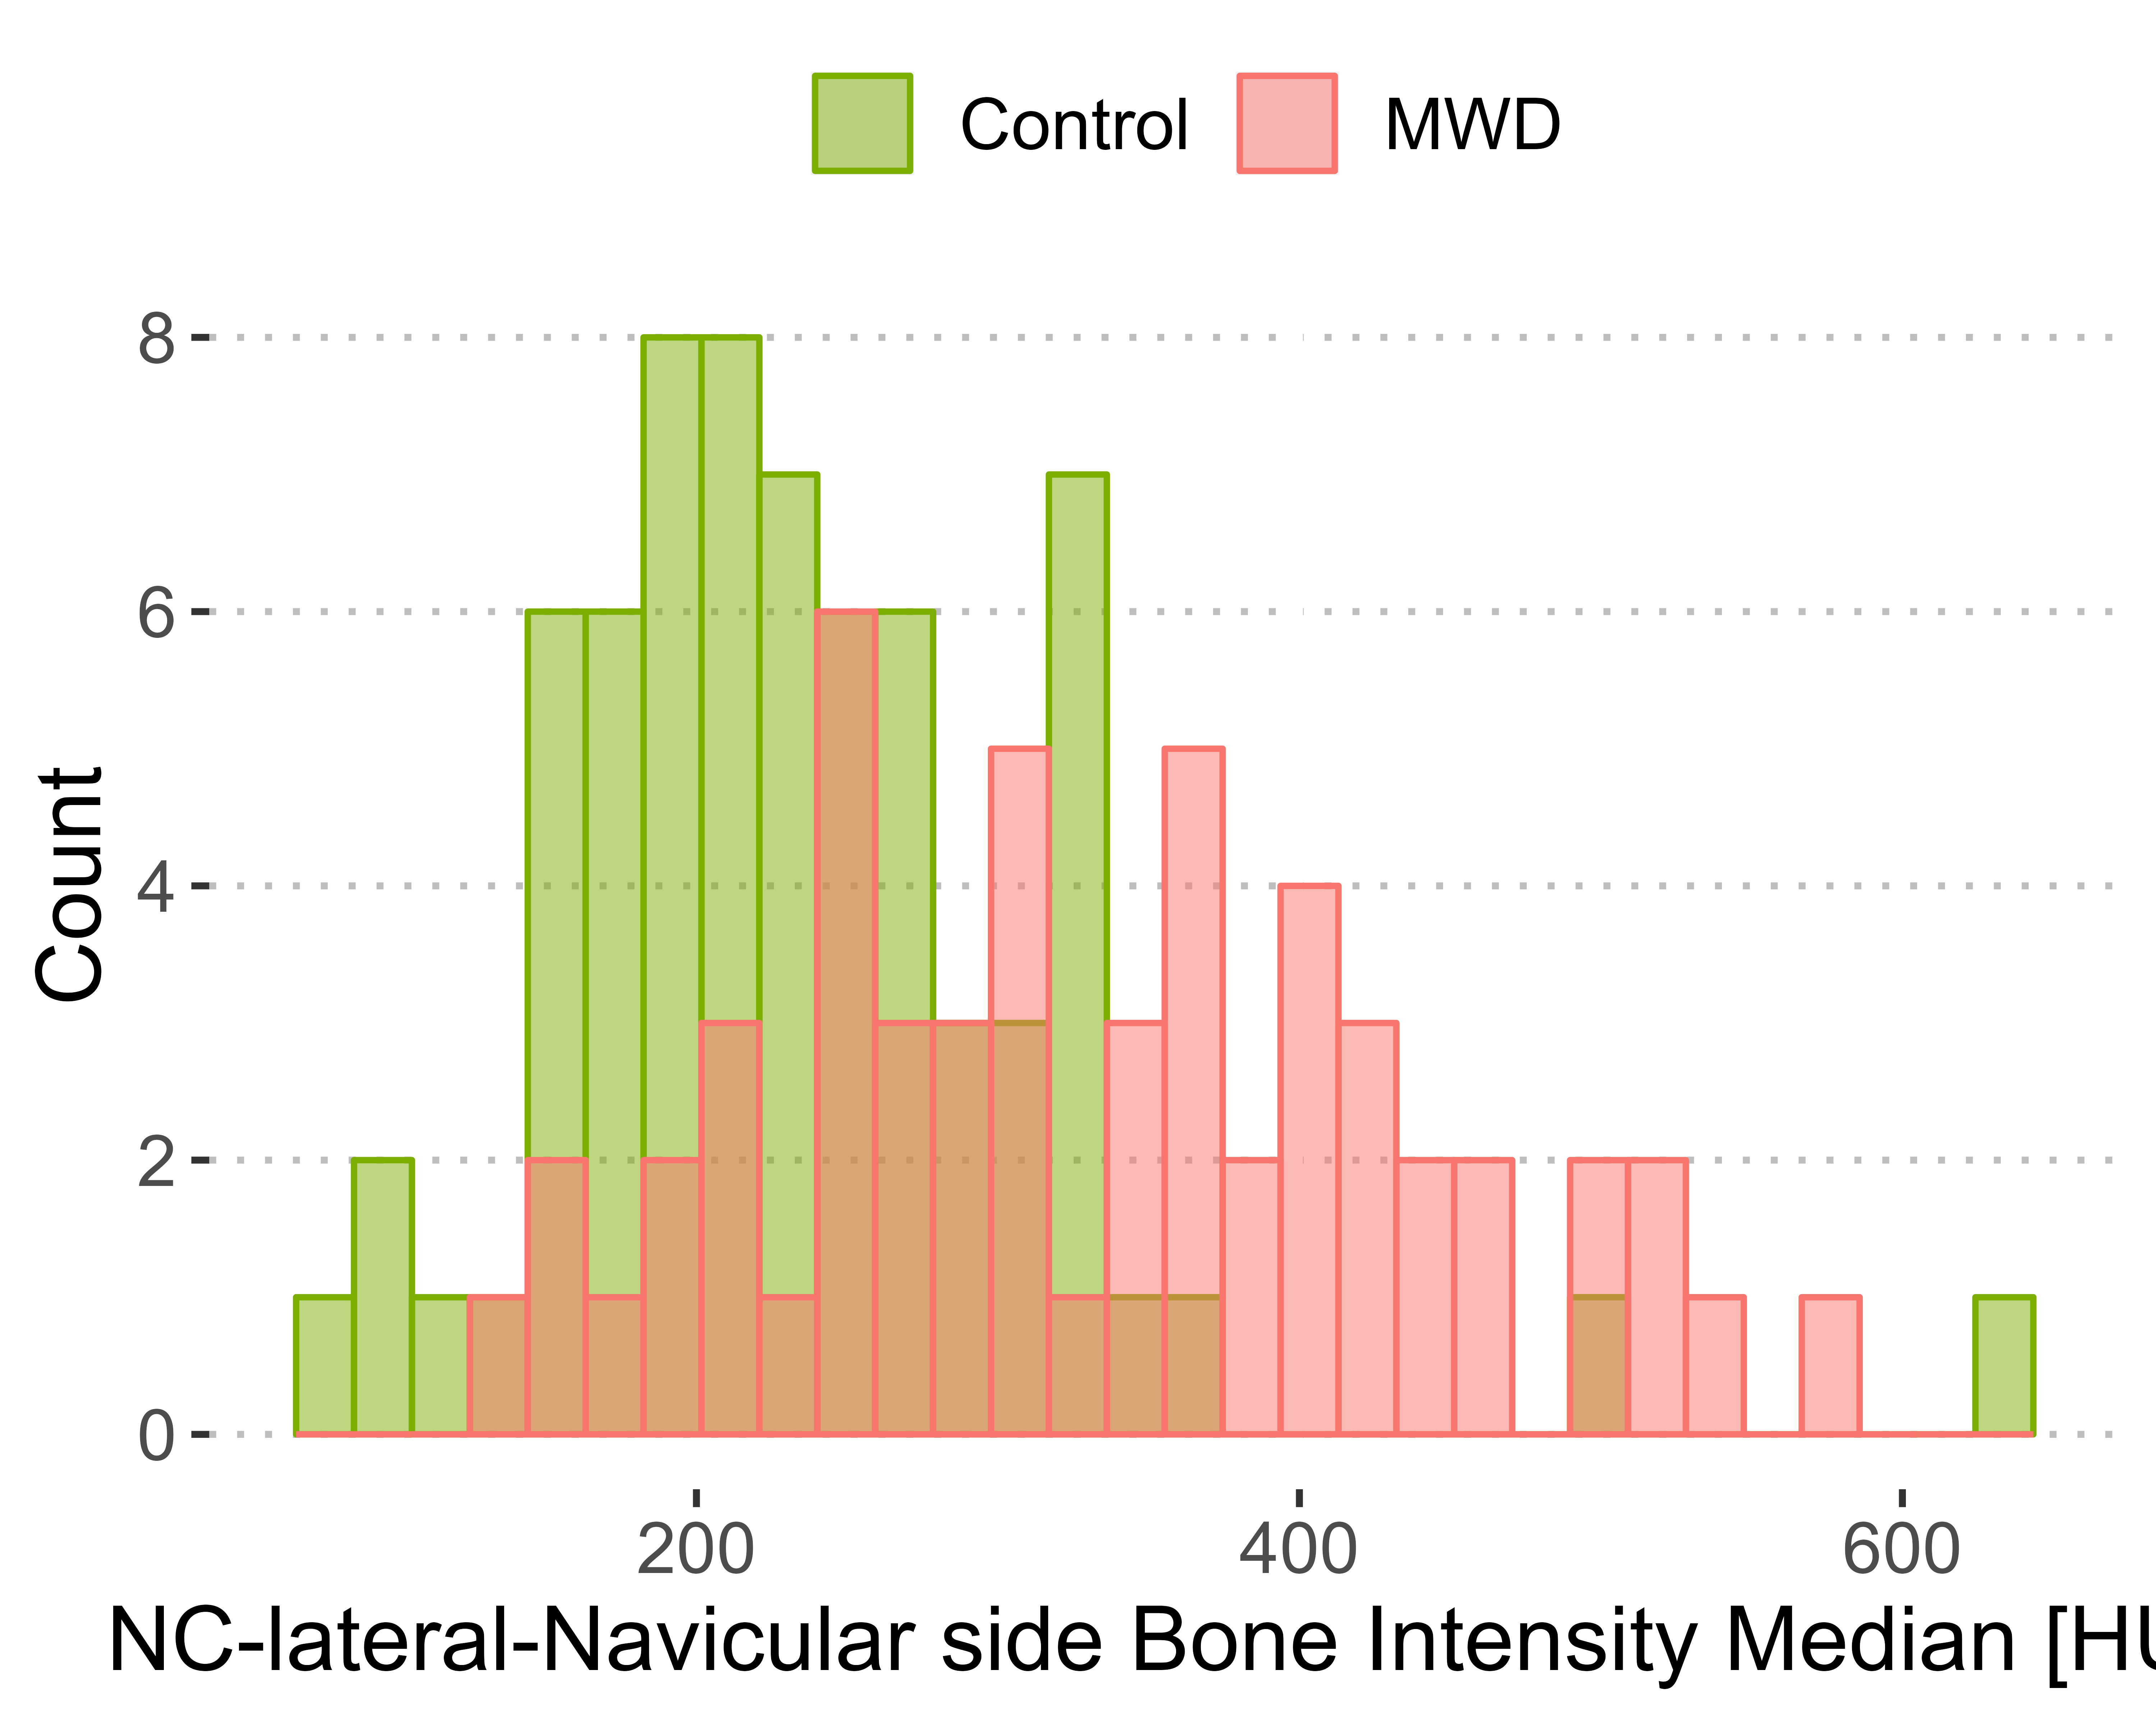 Control MWD
8
6
4
2
0
Count
200 400 600
NC-lateral-Navicular side Bone Intensity Median [HU